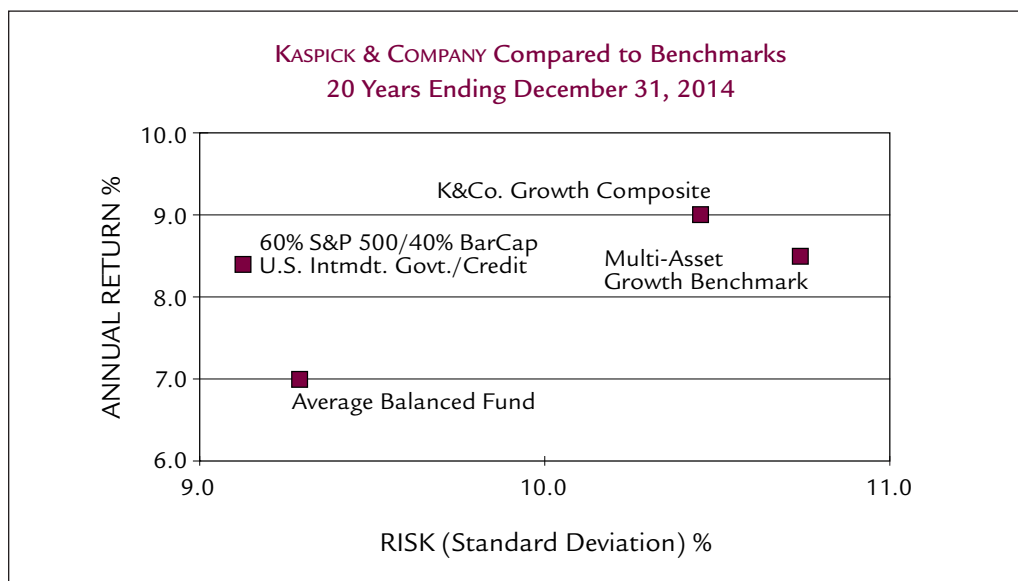 KASPICK & COMPANY Compared to Benchmarks
20 Years Ending December 31, 2014
ANNUAL RETURN %
10.0
9.0
8.0
7.0
6.0
K&Co. Growth Composite
60% S&P 500/40% BarCap
U.S. Intmdt. Govt./Credit
Multi-Asset
Growth Benchmark
Average Balanced Fund
9.0
10.0
11.0
RISK (Standard Deviation) %